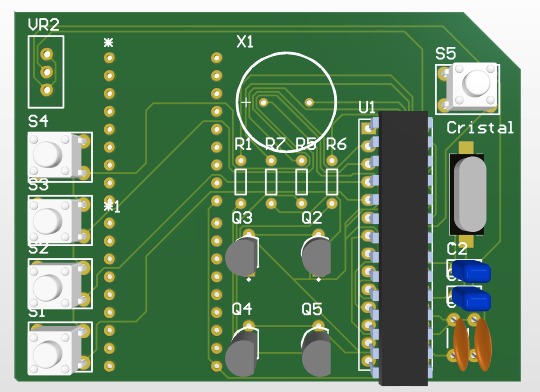 VR2
*
X1
+
S5
U1
Cristal
S4
R1 R7 R5 R6
S3
*1
Q3 Q2
S2
C2
Q4 Q5
S1